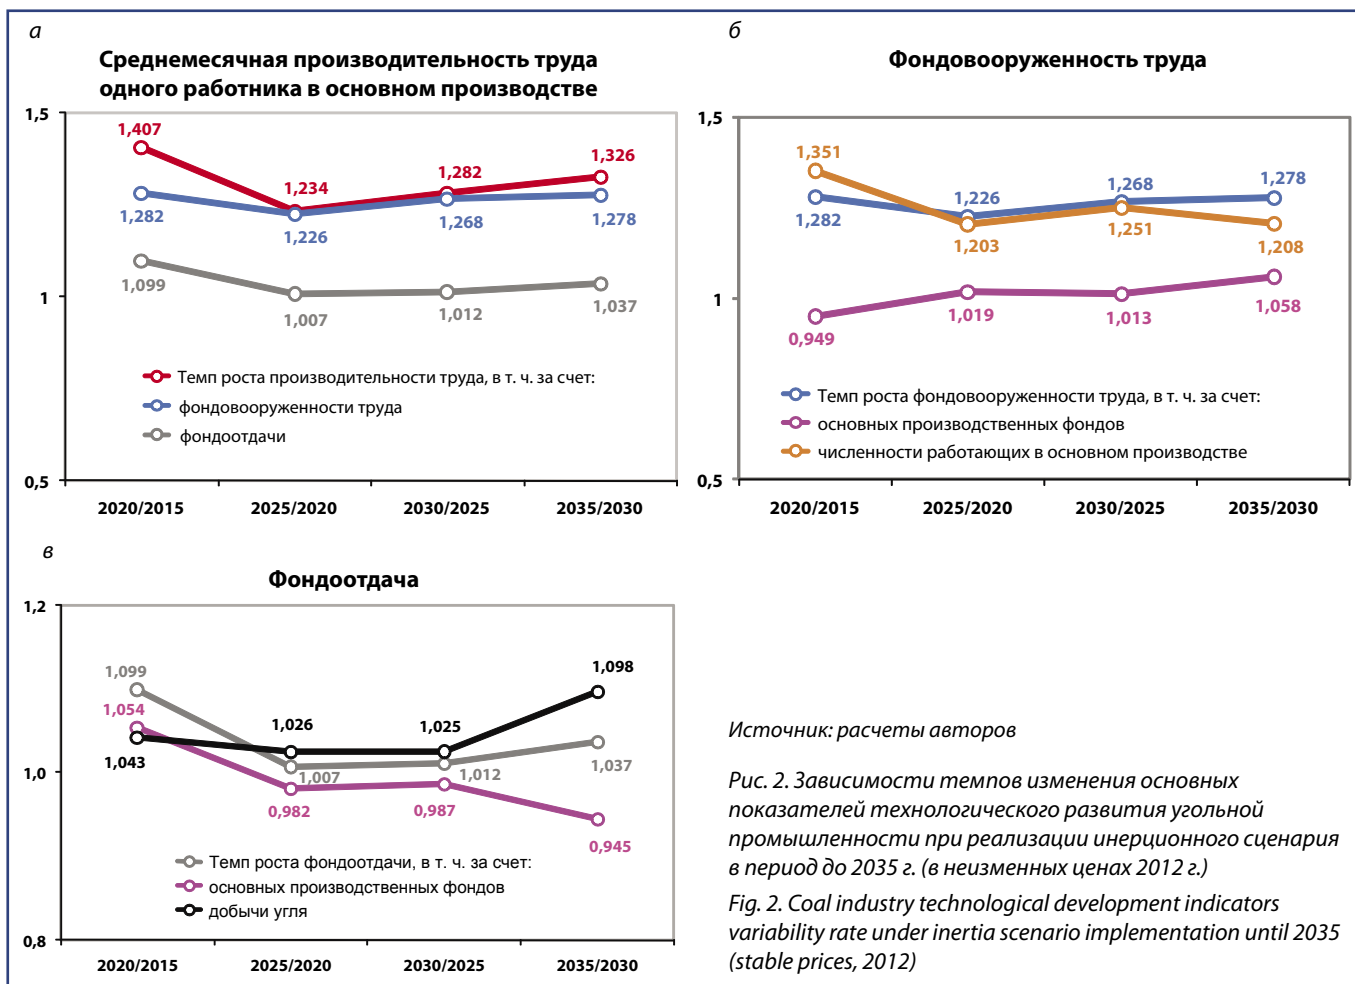 а
Среднемесячная производительность труда
одного работника в основном производстве
1,5
1
0,5
1,407
1,234
1,282
1,326
1,282
1,226
1,268
1,278
1,099
1,007
1,012
1,037
Темп роста производительности труда, в т. ч. за счет:
фондовооруженности труда
фондоотдачи
2020/2015 2025/2020 2030/2025 2035/2030
б
Фондовооруженность труда
1,5
1
0,5
1,351
1,282
1,226
1,268
1,278
1,203
1,251
1,208
0,949
1,019
1,013
1,058
Темп роста фондовооруженности труда, в т. ч. за счет:
основных производственных фондов
численности работающих в основном производстве
2020/2015 2025/2020 2030/2025 2035/2030
в
Фондоотдача
1,2
1,0
0,8
1,099
1,054
1,043
1,026
1,007
0,982
1,025
1,012
0,987
1,098
1,037
0,945
Темп роста фондоотдачи, в т. ч. за счет:
основных производственных фондов
добычи угля
2020/2015 2025/2020 2030/2025 2035/2030
Источник: расчеты авторов
Рис. 2. Зависимости темпов изменения основных
показателей технологического развития угольной
промышленности при реализации инерционного сценария
в период до 2035 г. (в неизменных ценах 2012 г.)
Fig. 2. Coal industry technological development indicators
variability rate under inertia scenario implementation until 2035
(stable prices, 2012)